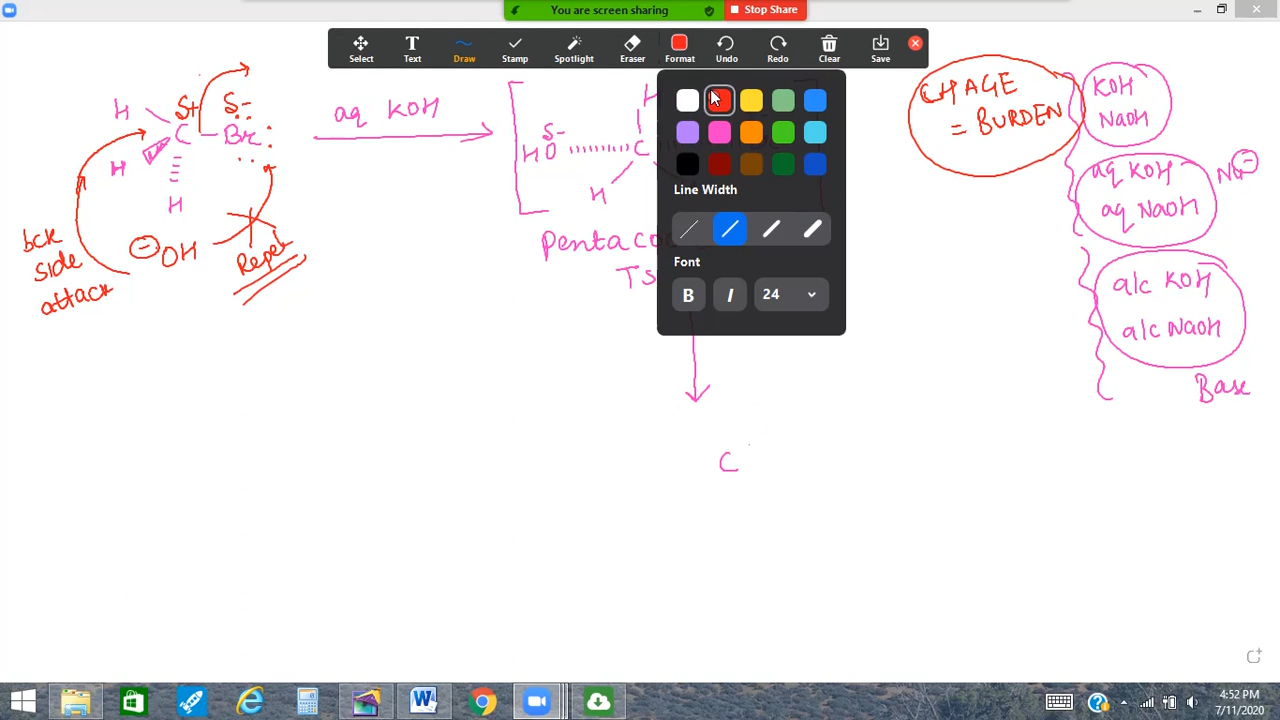 You are screen sharing
Stop Share
Select
Text
Draw
Stamp
Spotlight
Eraser
Format
Undo
Redo
Clear
Save
H
δ+
δ-
C
Br
H
H
⊖OH
bck
side
attack
Repel
aq KOH
H
δ-
HO
C
H
Ts
Line Width
Font
B
I
24
CHAGE
= BURDEN
KOH
NaOH
aq KOH
aq NaOH
Nu⊖
alc KOH
alc NaOH
Base
C
4:52 PM
7/11/2020